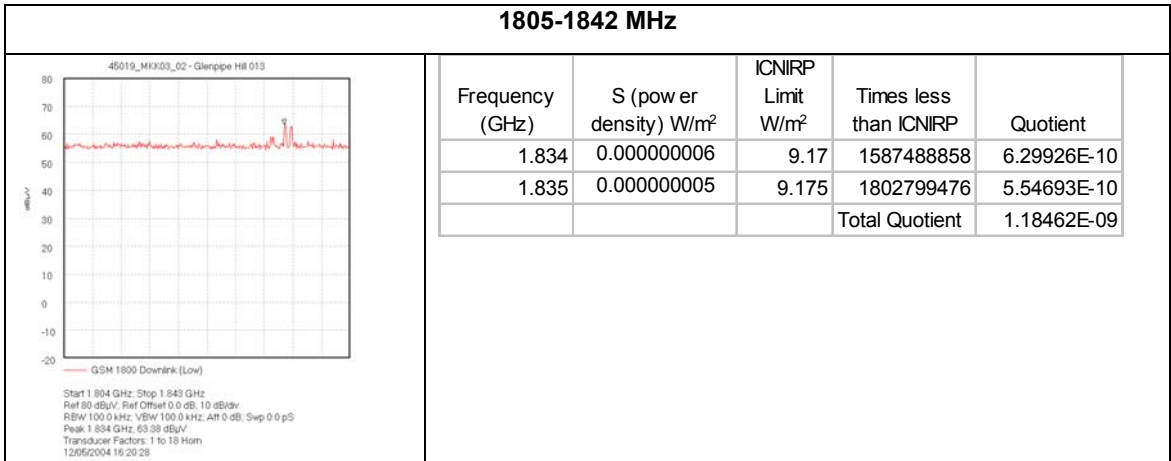 1805-1842 MHz
45019_MKK03_02 - Glenpipe Hill 013
80
70
60
50
40
30
20
10
0
-10
-20
dBµV
GSM 1800 Downlink (Low)
Start 1.804 GHz; Stop 1.843 GHz
Ref 80 dBµV; Ref Offset 0.0 dB; 10 dB/div
RBW 100.0 kHz; VBW 100.0 kHz; Att 0 dB; Swp 0.0 pS
Peak 1.834 GHz, 63.38 dBµV
Transducer Factors: 1 to 18 Horn
12/05/2004 16:20:28
Frequency (GHz) S (pow er density) W/m² ICNIRP Limit W/m² Times less than ICNIRP Quotient
1.834 0.000000006 9.17 1587488858 6.29926E-10
1.835 0.000000005 9.175 1802799476 5.54693E-10
Total Quotient 1.18462E-09